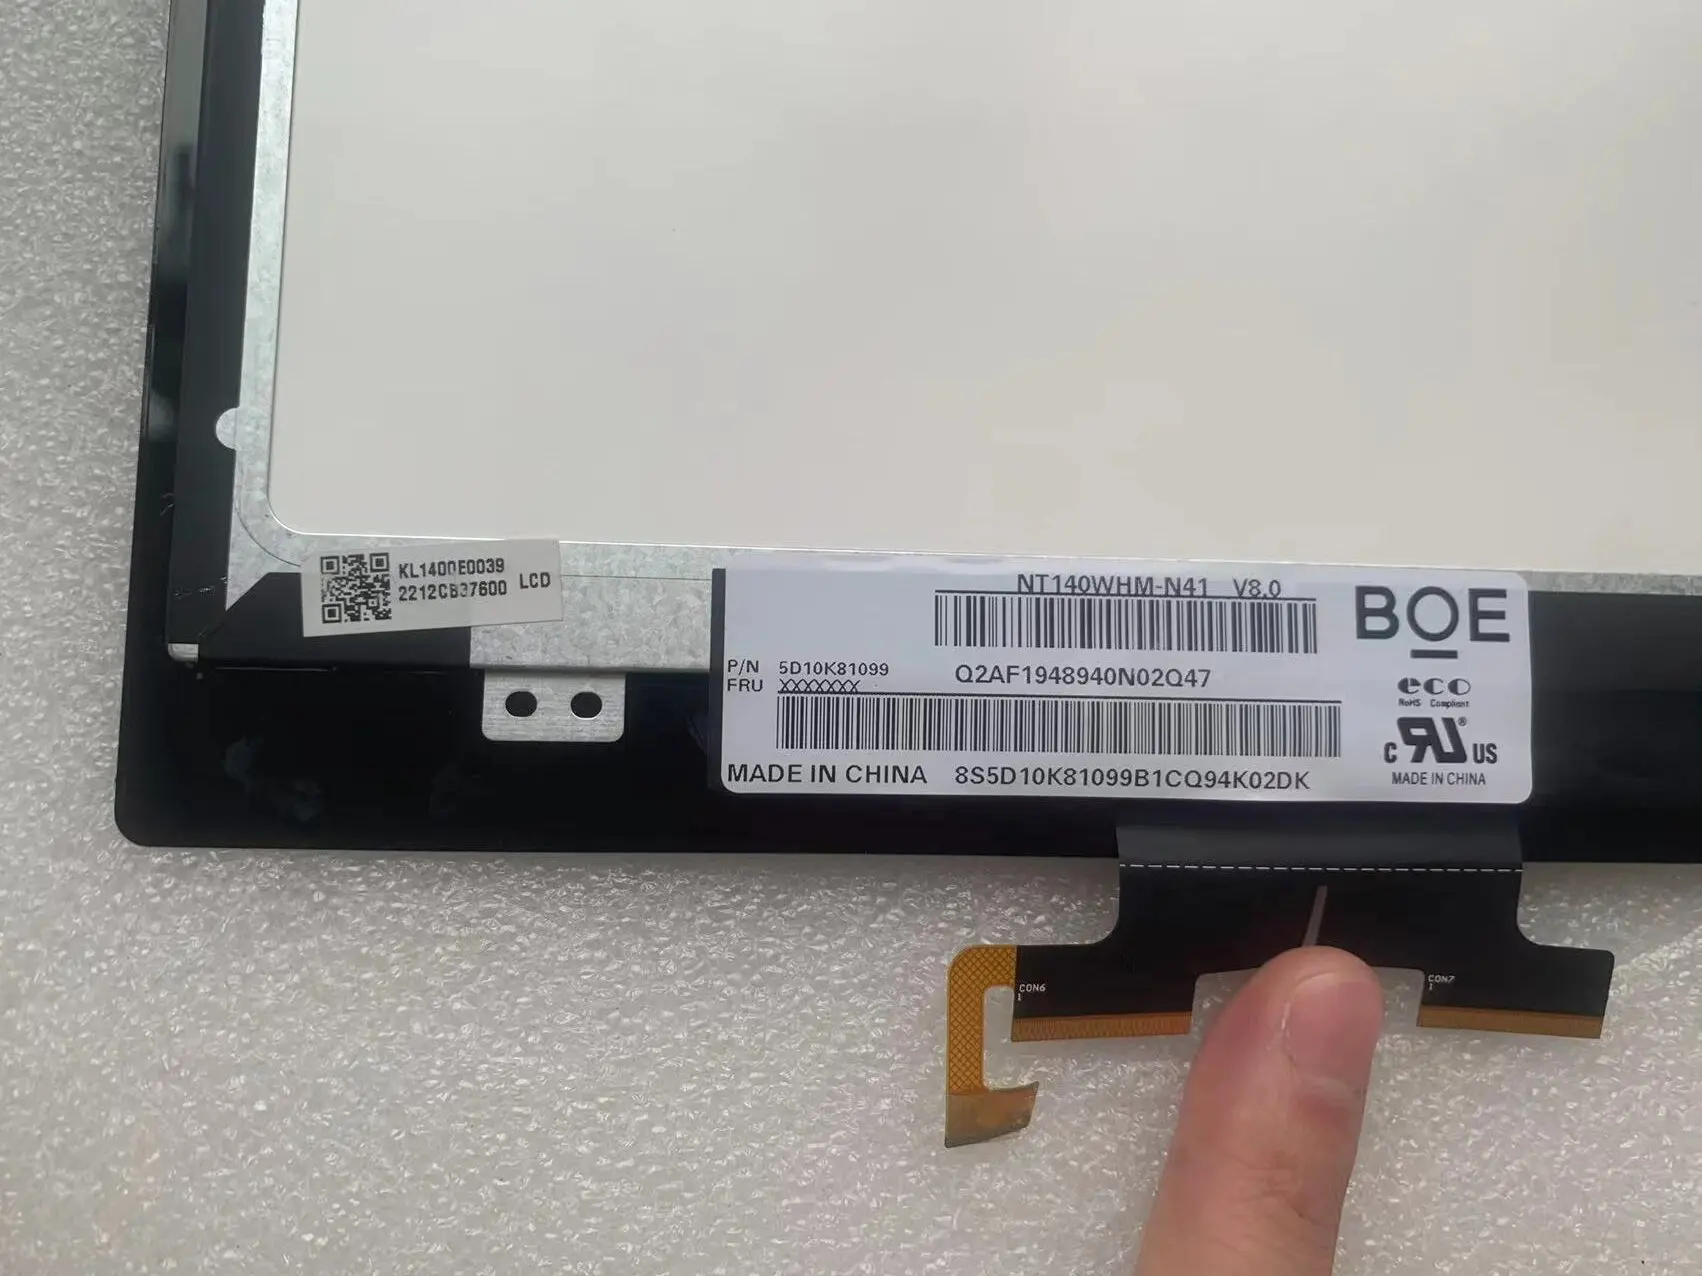 KL1400E0039
2212CB37600 LCD
NT140WHM-N41 V8.0
BOE
P/N 5D10K81099
FRU XXXXXXX
Q2AF1948940N02Q47
eco
RoHS Compliant
c RU ® US
MADE IN CHINA
MADE IN CHINA 8S5D10K81099B1CQ94K02DK
CON6
1
CON7
1